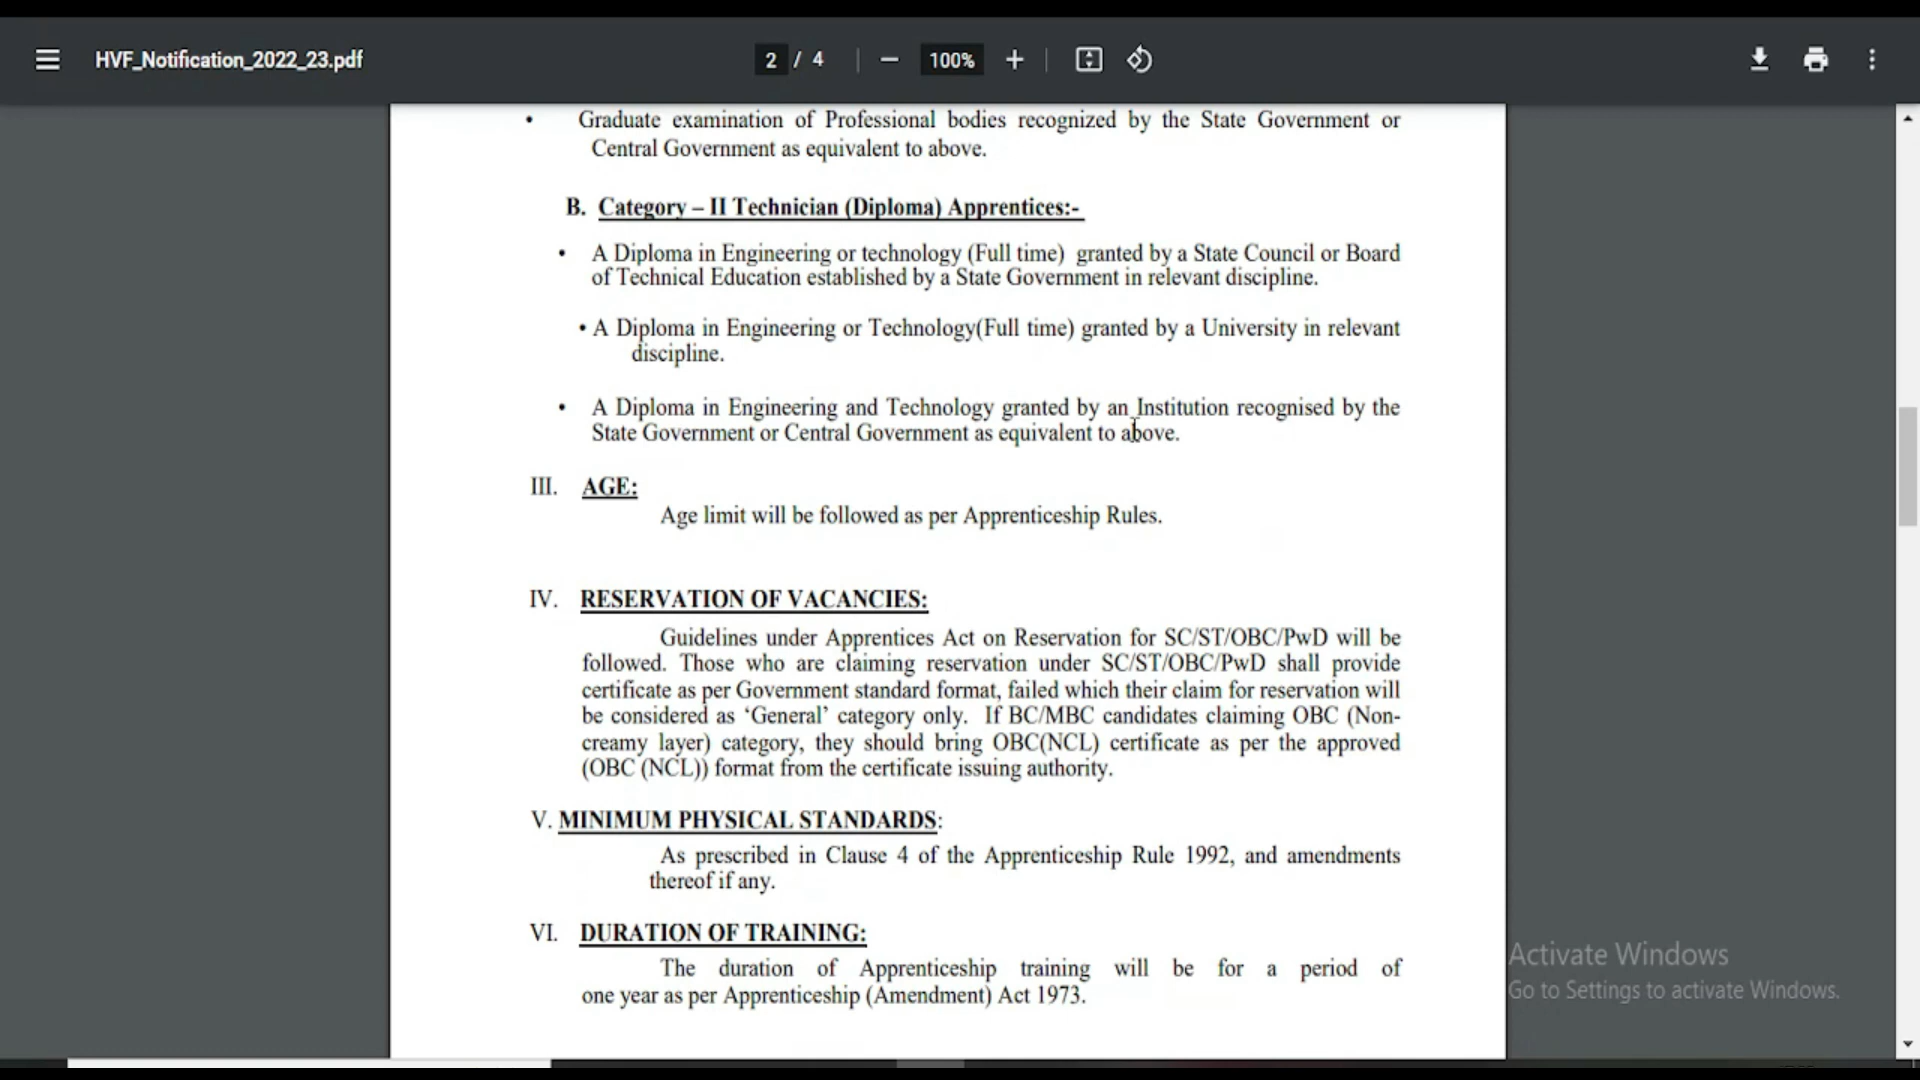 HVF_Notification_2022_23.pdf
2 / 4
100%
• Graduate examination of Professional bodies recognized by the State Government or
Central Government as equivalent to above.
B. Category – II Technician (Diploma) Apprentices:-
• A Diploma in Engineering or technology (Full time) granted by a State Council or Board
of Technical Education established by a State Government in relevant discipline.
• A Diploma in Engineering or Technology(Full time) granted by a University in relevant
discipline.
• A Diploma in Engineering and Technology granted by an Institution recognised by the
State Government or Central Government as equivalent to above.
III. AGE:
Age limit will be followed as per Apprenticeship Rules.
IV. RESERVATION OF VACANCIES:
Guidelines under Apprentices Act on Reservation for SC/ST/OBC/PwD will be
followed. Those who are claiming reservation under SC/ST/OBC/PwD shall provide
certificate as per Government standard format, failed which their claim for reservation will
be considered as ‘General’ category only. If BC/MBC candidates claiming OBC (Non-
creamy layer) category, they should bring OBC(NCL) certificate as per the approved
(OBC (NCL)) format from the certificate issuing authority.
V. MINIMUM PHYSICAL STANDARDS:
As prescribed in Clause 4 of the Apprenticeship Rule 1992, and amendments
thereof if any.
VI. DURATION OF TRAINING:
The duration of Apprenticeship training will be for a period of
one year as per Apprenticeship (Amendment) Act 1973.
Activate Windows
Go to Settings to activate Windows.